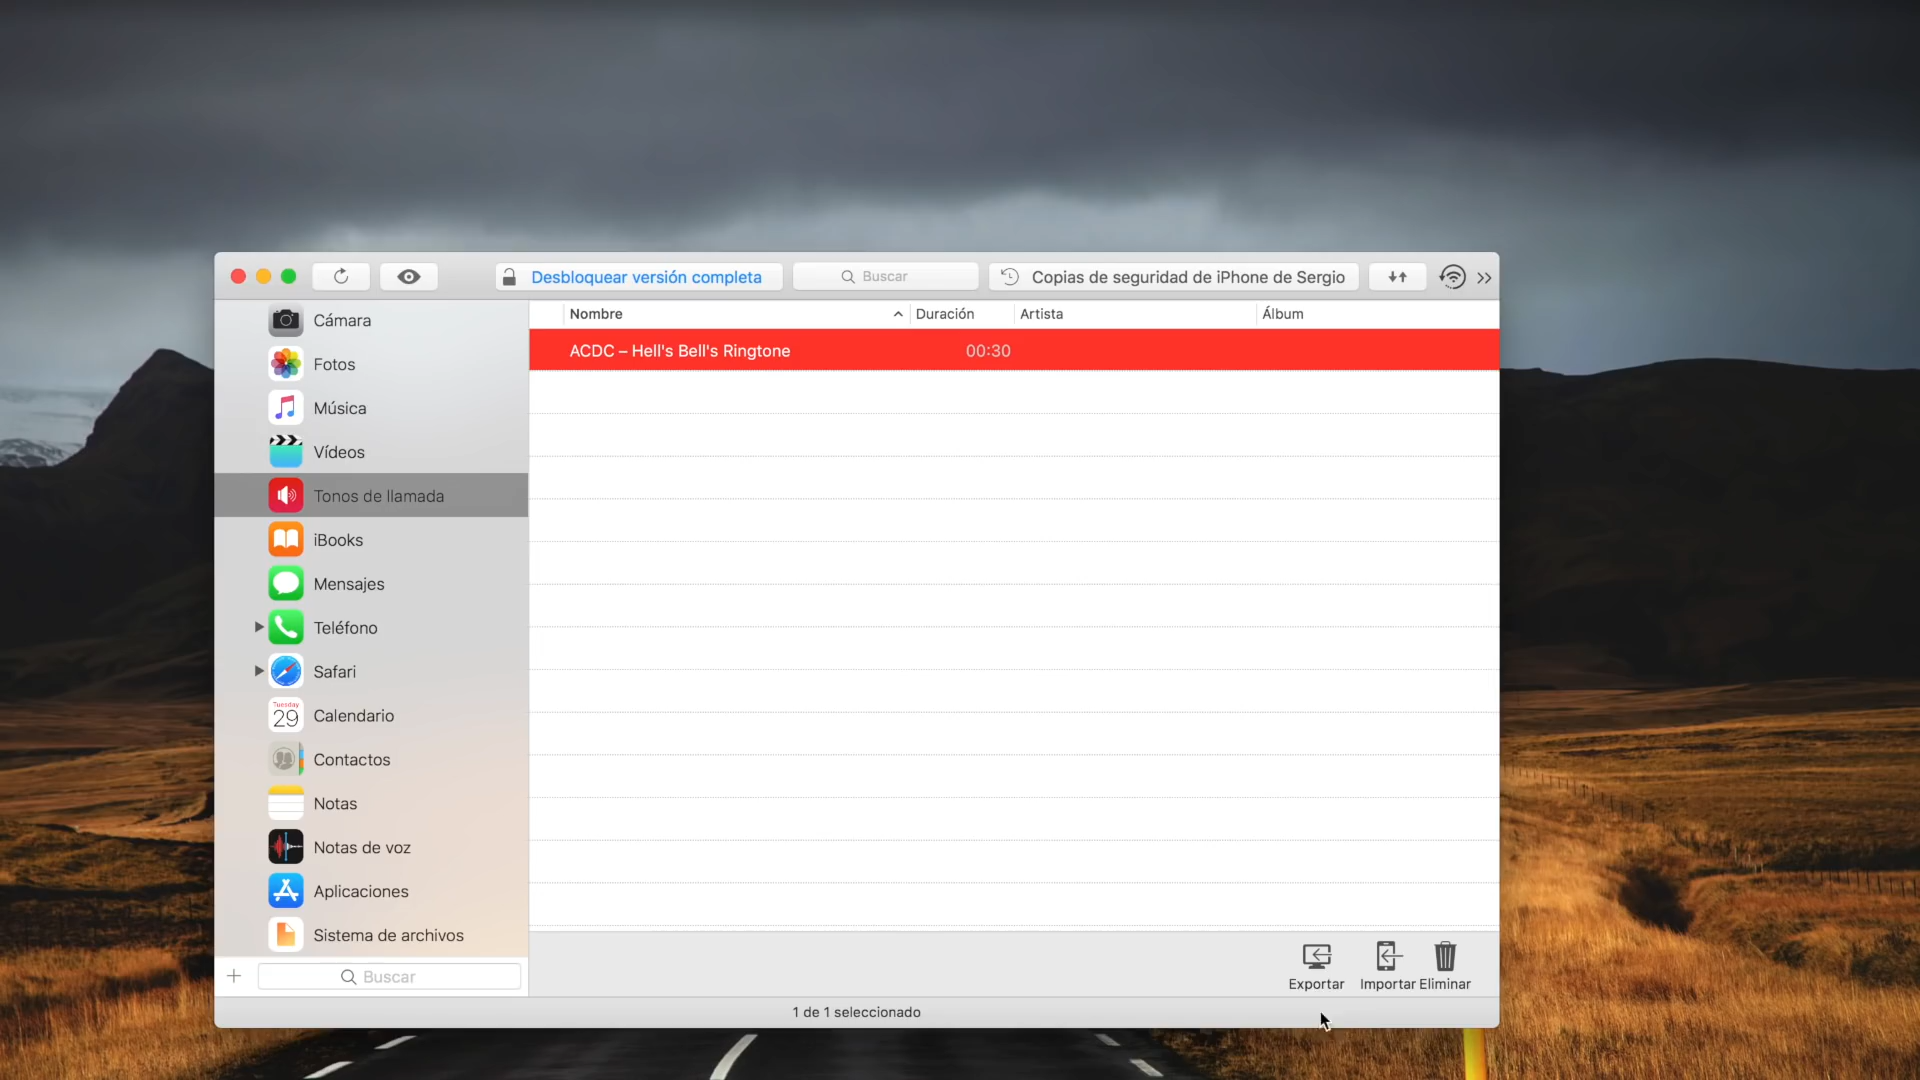 Desbloquear versión completa
Buscar
Copias de seguridad de iPhone de Sergio
Nombre
Duración
Artista
Álbum
ACDC – Hell's Bell's Ringtone
00:30
Cámara
Fotos
Música
Vídeos
Tonos de llamada
iBooks
Mensajes
Teléfono
Safari
Tuesday
29
Calendario
Contactos
Notas
Notas de voz
Aplicaciones
Sistema de archivos
Buscar
Exportar
Importar
Eliminar
1 de 1 seleccionado